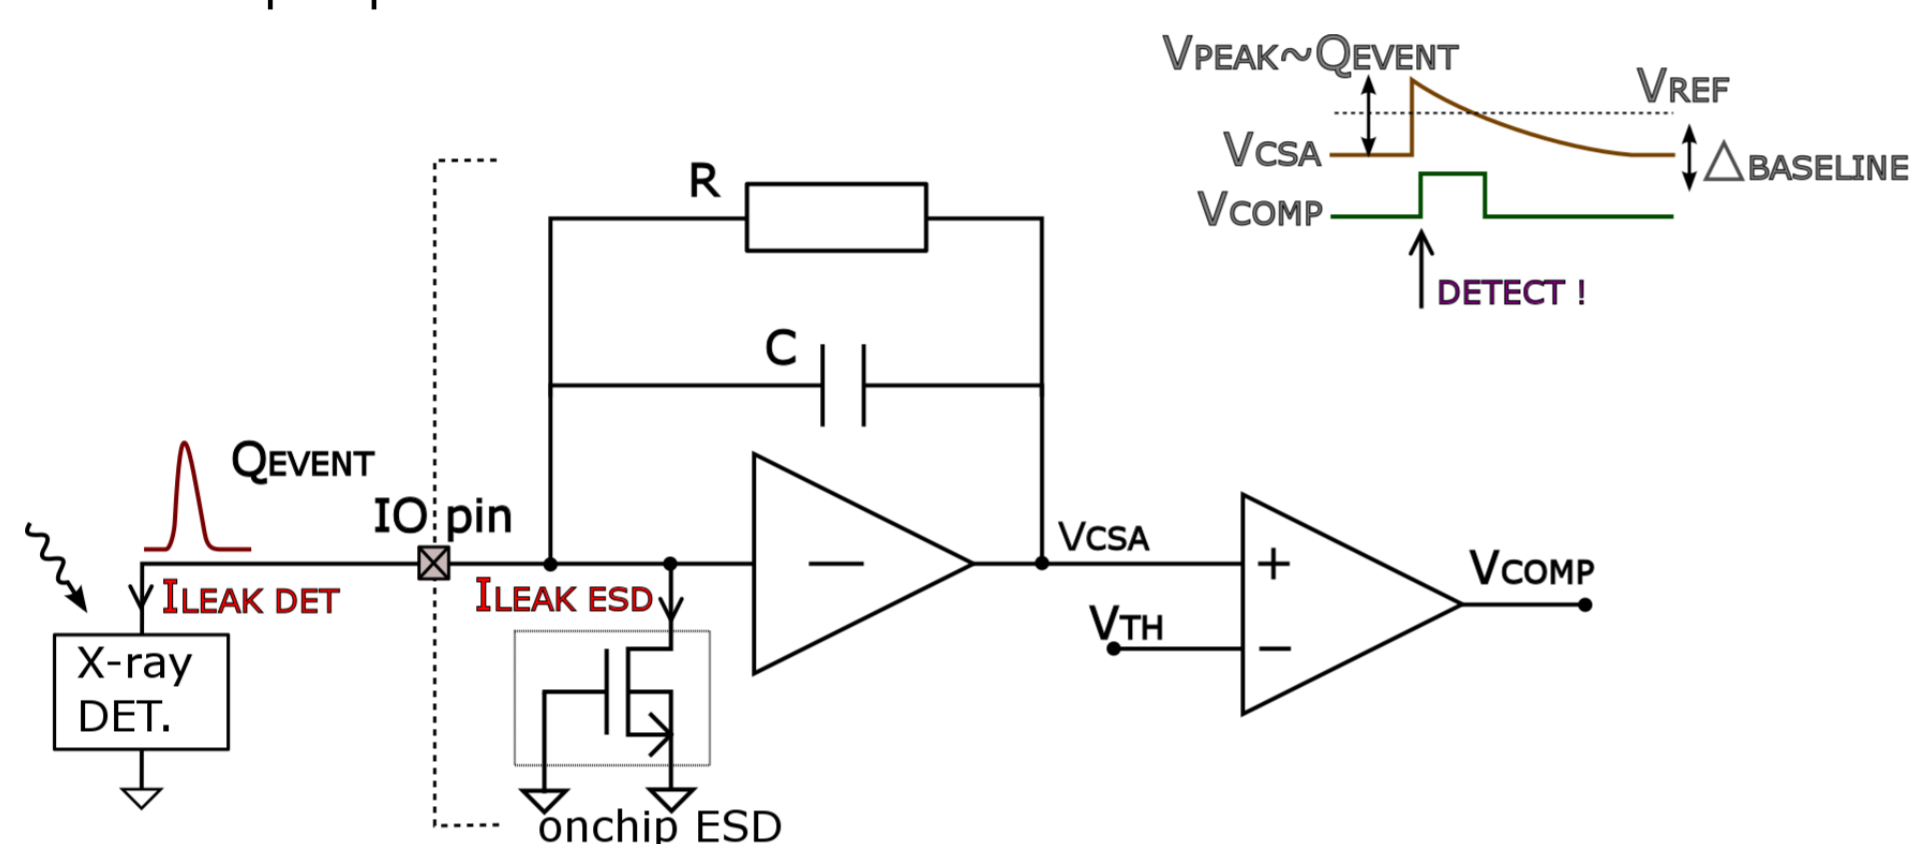 VPEAK~QEVENT
VREF
VCSA
△BASELINE
VCOMP
DETECT !
R
C
QEVENT
IO pin
ILEAK DET
ILEAK ESD
X-ray
DET.
onchip ESD
VCSA
+
VTH
−
VCOMP